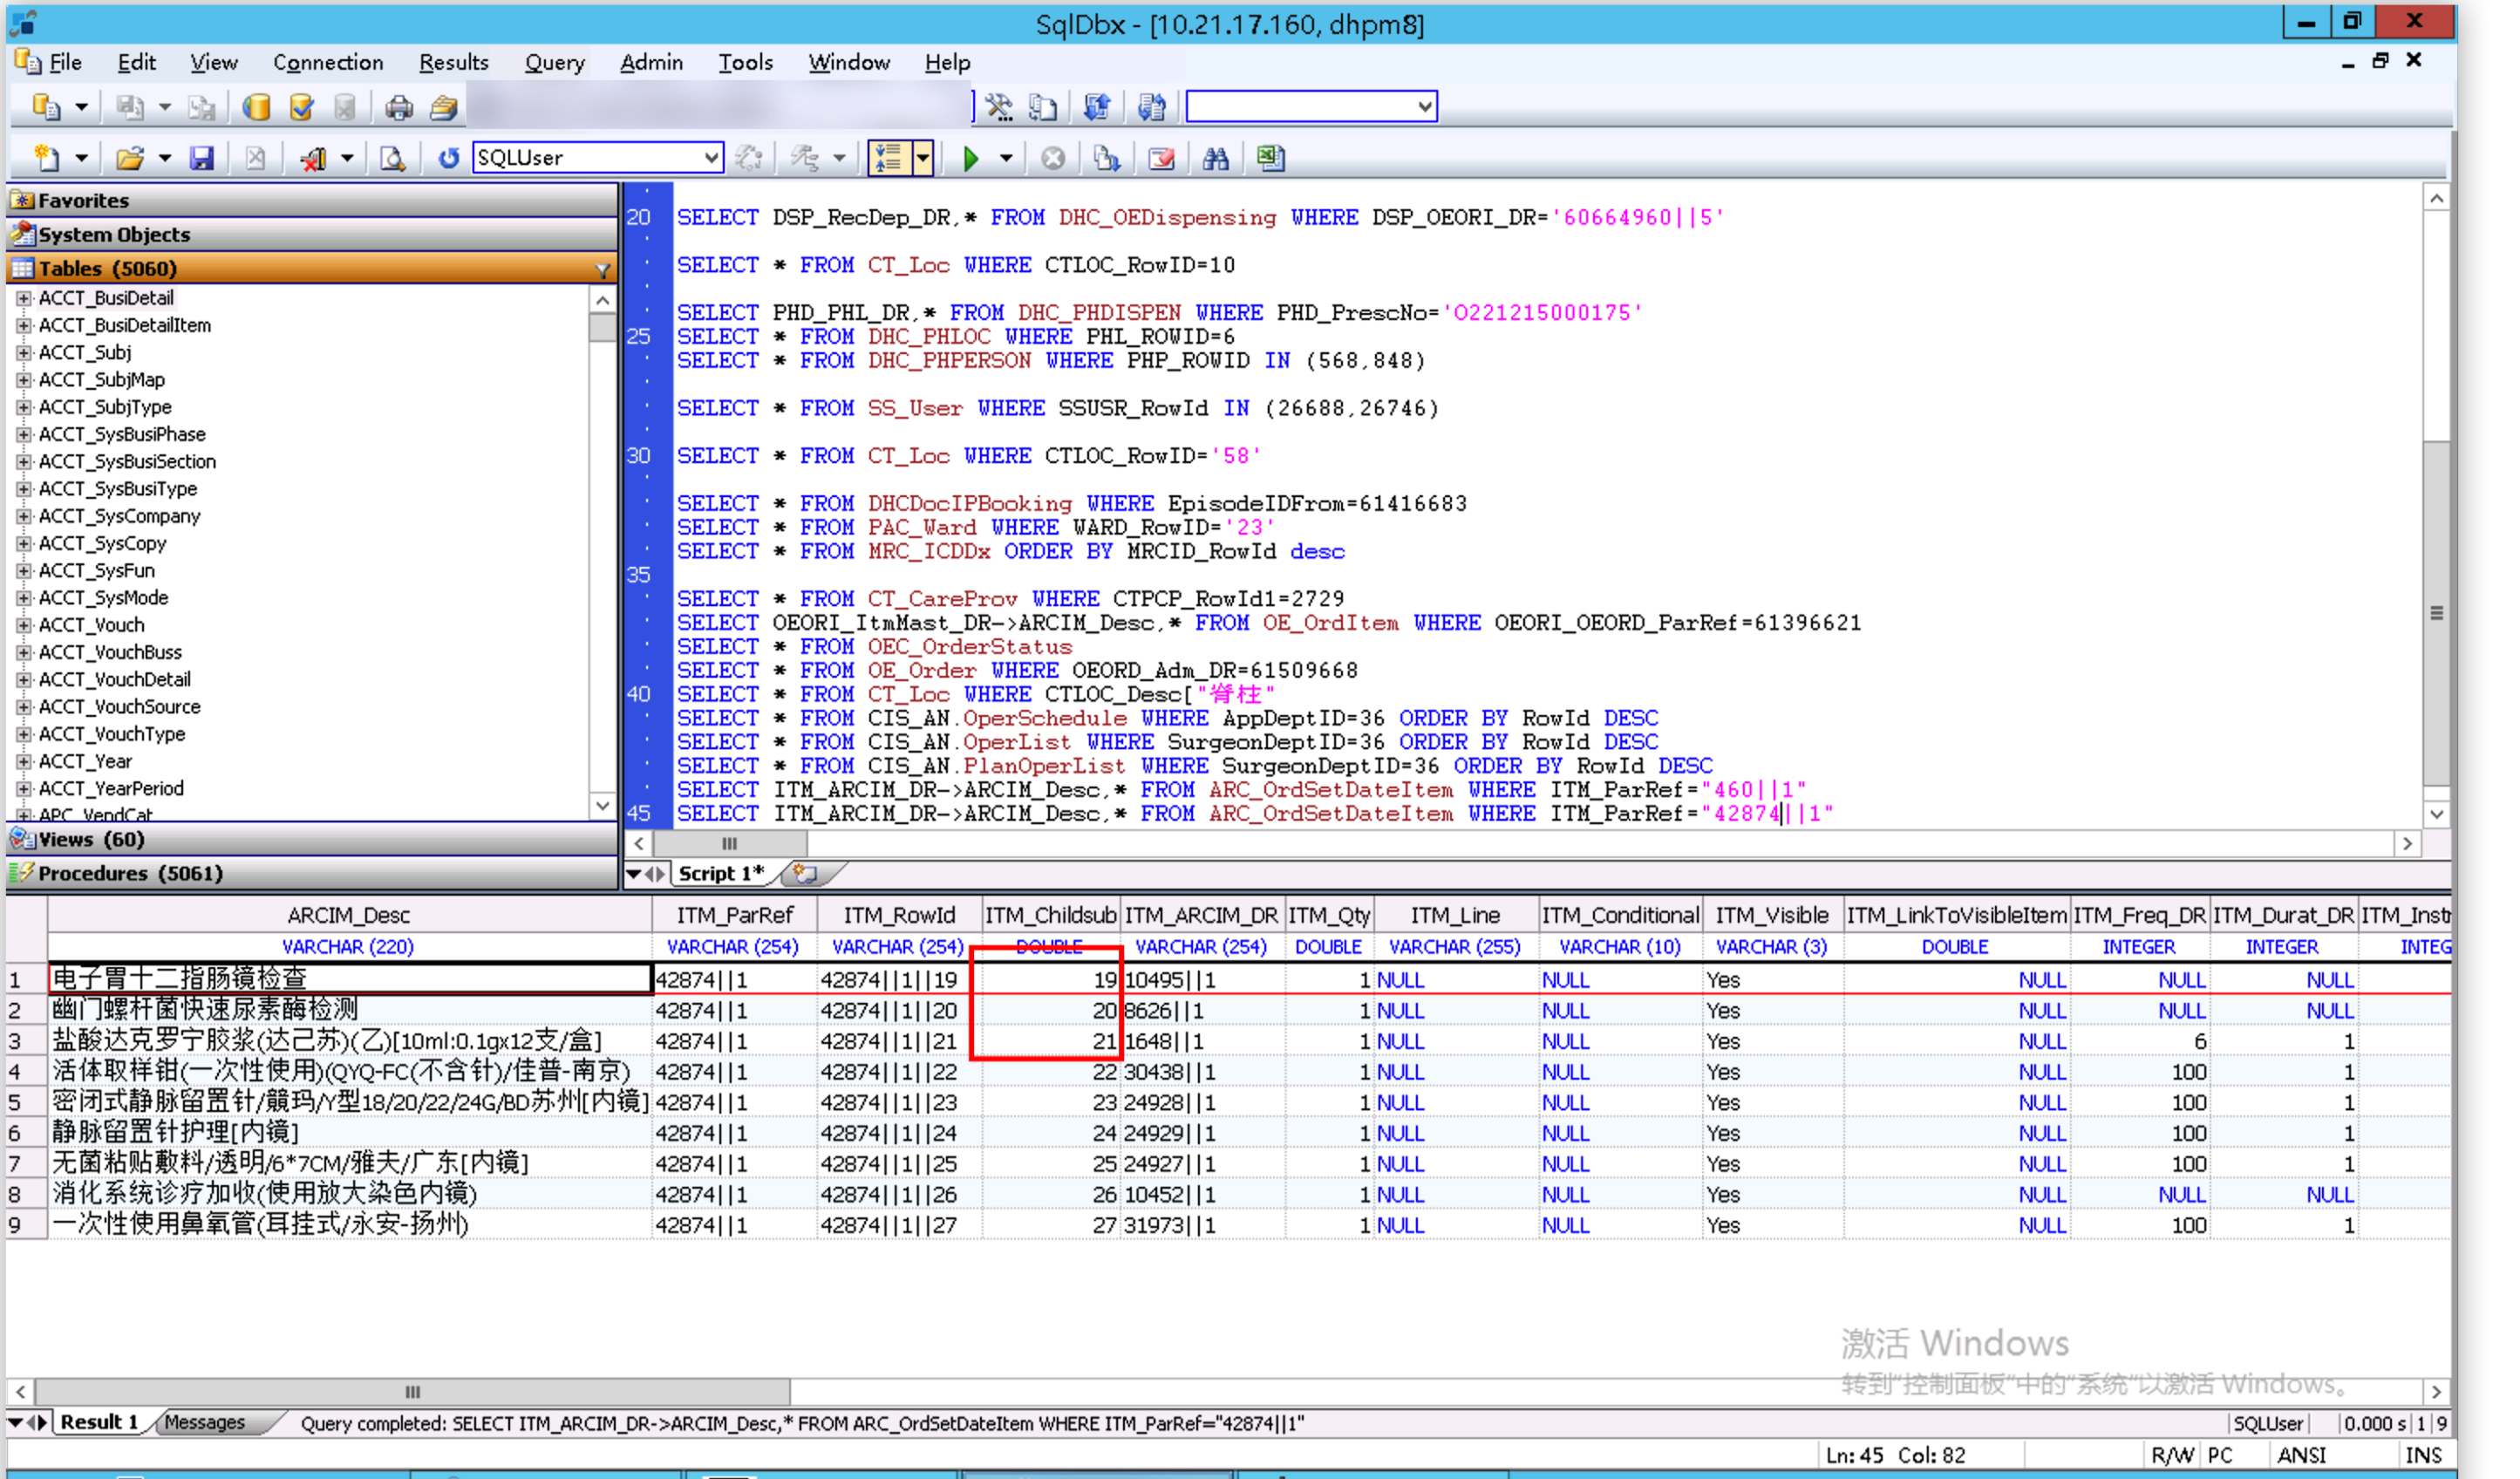 SqlDbx - [10.21.17.160, dhpm8]
File Edit View Connection Results Query Admin Tools Window Help
SQLUser
Favorites
System Objects
Tables (5060)
ACCT_BusiDetail
ACCT_BusiDetailItem
ACCT_Subj
ACCT_SubjMap
ACCT_SubjType
ACCT_SysBusiPhase
ACCT_SysBusiSection
ACCT_SysBusiType
ACCT_SysCompany
ACCT_SysCopy
ACCT_SysFun
ACCT_SysMode
ACCT_Vouch
ACCT_VouchBuss
ACCT_VouchDetail
ACCT_VouchSource
ACCT_VouchType
ACCT_Year
ACCT_YearPeriod
APC_VendCat
Views (60)
Procedures (5061)
20 SELECT DSP_RecDep_DR,* FROM DHC_OEDispensing WHERE DSP_OEORI_DR='60664960||5'
SELECT * FROM CT_Loc WHERE CTLOC_RowID=10
SELECT PHD_PHL_DR,* FROM DHC_PHDISPEN WHERE PHD_PrescNo='O221215000175'
25 SELECT * FROM DHC_PHLOC WHERE PHL_ROWID=6
SELECT * FROM DHC_PHPERSON WHERE PHP_ROWID IN (568,848)
SELECT * FROM SS_User WHERE SSUSR_RowId IN (26688,26746)
30 SELECT * FROM CT_Loc WHERE CTLOC_RowID='58'
SELECT * FROM DHCDocIPBooking WHERE EpisodeIDFrom=61416683
SELECT * FROM PAC_Ward WHERE WARD_RowID='23'
SELECT * FROM MRC_ICDDx ORDER BY MRCID_RowId desc
35
SELECT * FROM CT_CareProv WHERE CTPCP_RowId1=2729
SELECT OEORI_ItmMast_DR->ARCIM_Desc,* FROM OE_OrdItem WHERE OEORI_OEORD_ParRef=61396621
SELECT * FROM OEC_OrderStatus
SELECT * FROM OE_Order WHERE OEORD_Adm_DR=61509668
40 SELECT * FROM CT_Loc WHERE CTLOC_Desc["脊柱"
SELECT * FROM CIS_AN.OperSchedule WHERE AppDeptID=36 ORDER BY RowId DESC
SELECT * FROM CIS_AN.OperList WHERE SurgeonDeptID=36 ORDER BY RowId DESC
SELECT * FROM CIS_AN.PlanOperList WHERE SurgeonDeptID=36 ORDER BY RowId DESC
SELECT ITM_ARCIM_DR->ARCIM_Desc,* FROM ARC_OrdSetDateItem WHERE ITM_ParRef="460||1"
45 SELECT ITM_ARCIM_DR->ARCIM_Desc,* FROM ARC_OrdSetDateItem WHERE ITM_ParRef="42874||1"
Script 1*
ARCIM_Desc ITM_ParRef ITM_RowId ITM_Childsub ITM_ARCIM_DR ITM_Qty ITM_Line ITM_Conditional ITM_Visible ITM_LinkToVisibleItem ITM_Freq_DR ITM_Durat_DR ITM_Instr
VARCHAR (220) VARCHAR (254) VARCHAR (254) DOUBLE VARCHAR (254) DOUBLE VARCHAR (255) VARCHAR (10) VARCHAR (3) DOUBLE INTEGER INTEGER INTEG
1 电子胃十二指肠镜检查 42874||1 42874||1||19 19 10495||1 1 NULL NULL Yes NULL NULL NULL
2 幽门螺杆菌快速尿素酶检测 42874||1 42874||1||20 20 8626||1 1 NULL NULL Yes NULL NULL NULL
3 盐酸达克罗宁胶浆(达己苏)(乙)[10ml:0.1gx12支/盒] 42874||1 42874||1||21 21 1648||1 1 NULL NULL Yes NULL 6 1
4 活体取样钳(一次性使用)(QYQ-FC(不含针)/佳普-南京) 42874||1 42874||1||22 22 30438||1 1 NULL NULL Yes NULL 100 1
5 密闭式静脉留置针/竸玛/Y型18/20/22/24G/BD苏州[内镜] 42874||1 42874||1||23 23 24928||1 1 NULL NULL Yes NULL 100 1
6 静脉留置针护理[内镜] 42874||1 42874||1||24 24 24929||1 1 NULL NULL Yes NULL 100 1
7 无菌粘贴敷料/透明/6*7CM/雅夫/广东[内镜] 42874||1 42874||1||25 25 24927||1 1 NULL NULL Yes NULL 100 1
8 消化系统诊疗加收(使用放大染色内镜) 42874||1 42874||1||26 26 10452||1 1 NULL NULL Yes NULL NULL NULL
9 一次性使用鼻氧管(耳挂式/永安-扬州) 42874||1 42874||1||27 27 31973||1 1 NULL NULL Yes NULL 100 1
激活 Windows
转到"控制面板"中的"系统"以激活 Windows。
Result 1 Messages Query completed: SELECT ITM_ARCIM_DR->ARCIM_Desc,* FROM ARC_OrdSetDateItem WHERE ITM_ParRef="42874||1" SQLUser 0.000 s 1 9
Ln: 45 Col: 82 R/W PC ANSI INS